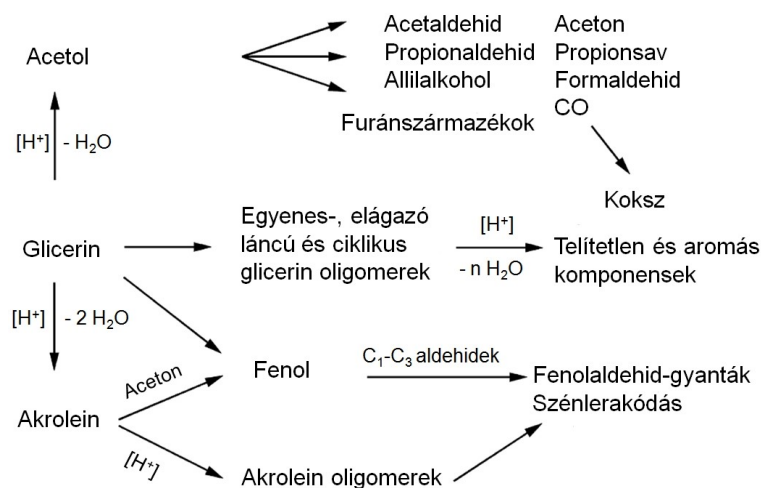 Acetaldehid Aceton
Acetol Propionaldehid Propionsav
Allilalkohol Formaldehid
CO
Furánszármazékok
[H⁺] - H₂O
Koksz
Egyenes-, elágazó
láncú és ciklikus
glicerin oligomerek
[H⁺]
- n H₂O
Glicerin
Telítetlen és aromás
komponensek
[H⁺] - 2 H₂O
Aceton
Fenol
C₁-C₃ aldehidek
Fenolaldehid-gyanták
Szénlerakódás
Akrolein
[H⁺]
Akrolein oligomerek